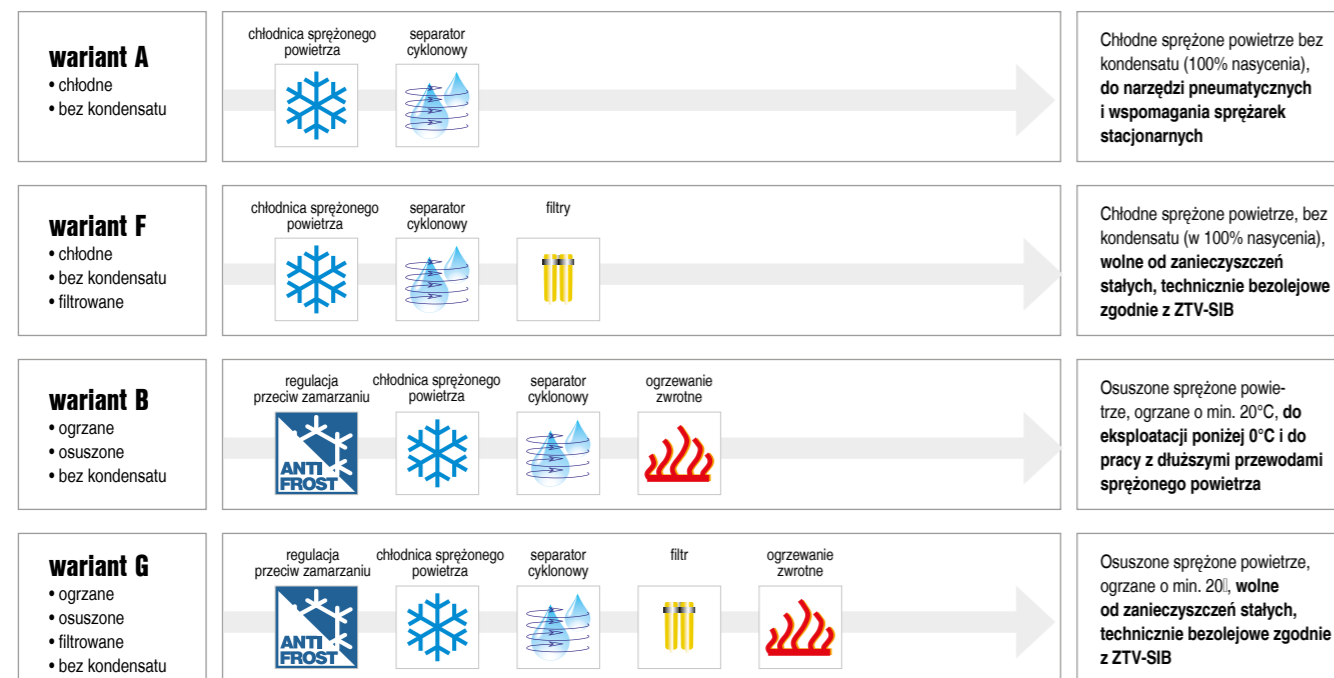 wariant A
• chłodne
• bez kondensatu
chłodnica sprężonego
powietrza
separator
cyklonowy
Chłodne sprężone powietrze bez
kondensatu (100% nasycenia),
do narzędzi pneumatycznych
i wspomagania sprężarek
stacjonarnych
wariant F
• chłodne
• bez kondensatu
• filtrowane
chłodnica sprężonego
powietrza
separator
cyklonowy
filtry
Chłodne sprężone powietrze, bez
kondensatu (w 100% nasycenia),
wolne od zanieczyszczeń
stałych, technicznie bezolejowe
zgodnie z ZTV-SIB
wariant B
• ogrzane
• osuszone
• bez kondensatu
regulacja
przeciw zamarzaniu
ANTI
FROST
chłodnica sprężonego
powietrza
separator
cyklonowy
ogrzewanie
zwrotne
Osuszone sprężone powie-
trze, ogrzane o min. 20°C, do
eksploatacji poniżej 0°C i do
pracy z dłuższymi przewodami
sprężonego powietrza
wariant G
• ogrzane
• osuszone
• filtrowane
• bez kondensatu
regulacja
przeciw zamarzaniu
ANTI
FROST
chłodnica sprężonego
powietrza
separator
cyklonowy
filtr
ogrzewanie
zwrotne
Osuszone sprężone powietrze,
ogrzane o min. 20▯, wolne
od zanieczyszczeń stałych,
technicznie bezolejowe zgodnie
z ZTV-SIB